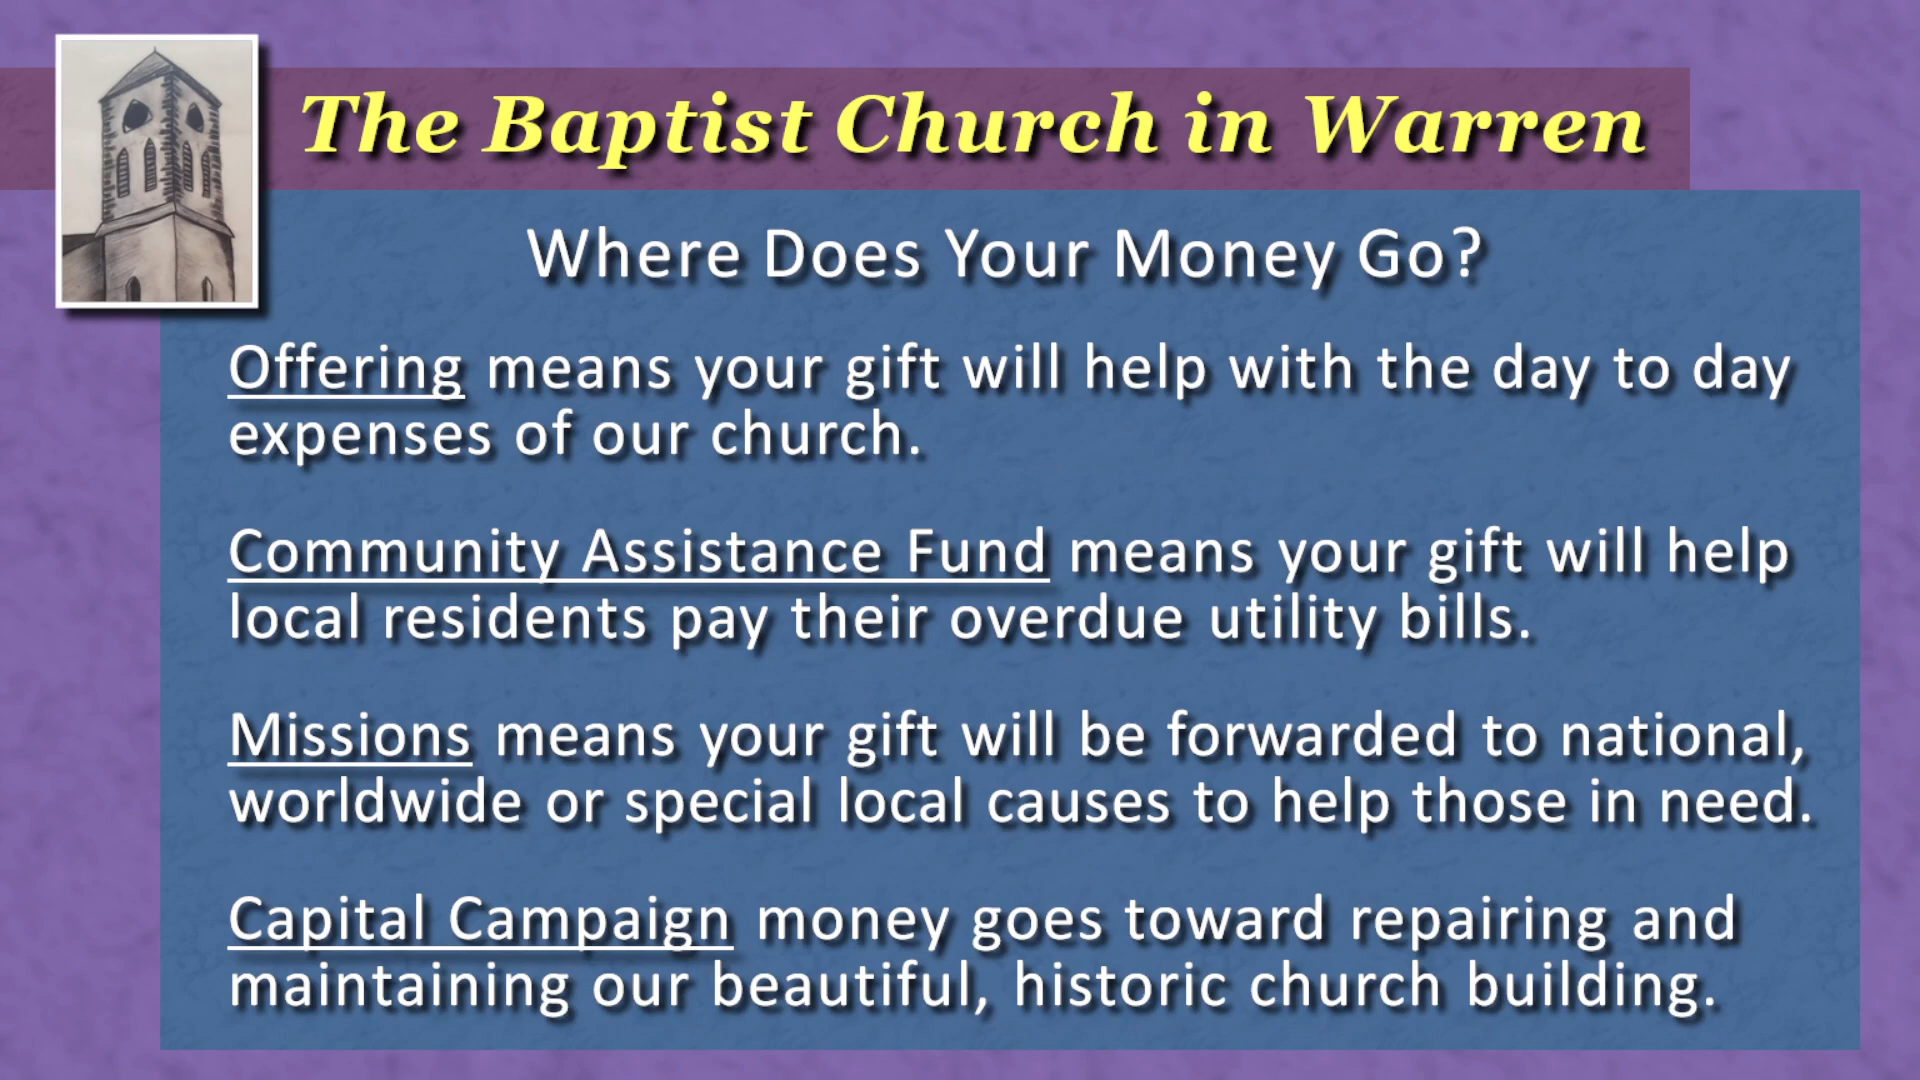 The Baptist Church in Warren
Where Does Your Money Go?
Offering means your gift will help with the day to day
expenses of our church.
Community Assistance Fund means your gift will help
local residents pay their overdue utility bills.
Missions means your gift will be forwarded to national,
worldwide or special local causes to help those in need.
Capital Campaign money goes toward repairing and
maintaining our beautiful, historic church building.